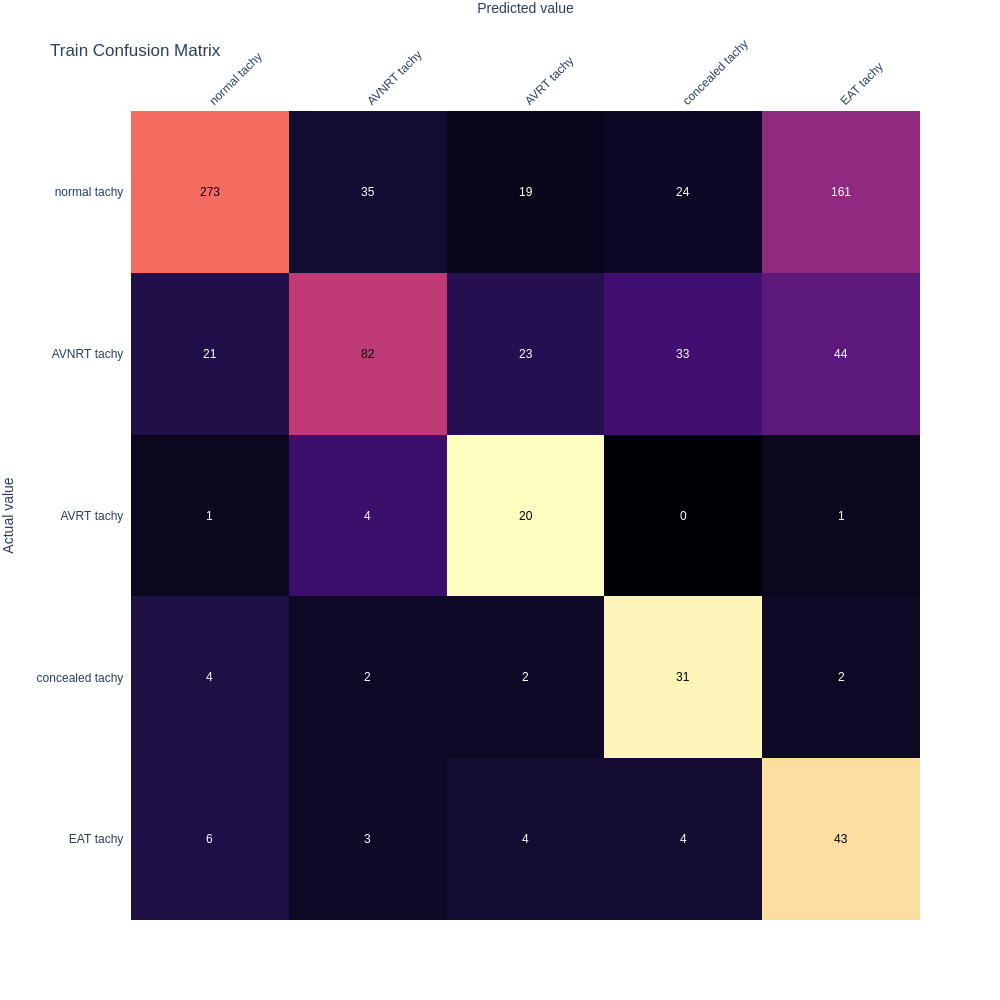 Predicted value
Train Confusion Matrix
normal tachy AVNRT tachy AVRT tachy concealed tachy EAT tachy
normal tachy 273 35 19 24 161
AVNRT tachy 21 82 23 33 44
Actual value
AVRT tachy 1 4 20 0 1
concealed tachy 4 2 2 31 2
EAT tachy 6 3 4 4 43